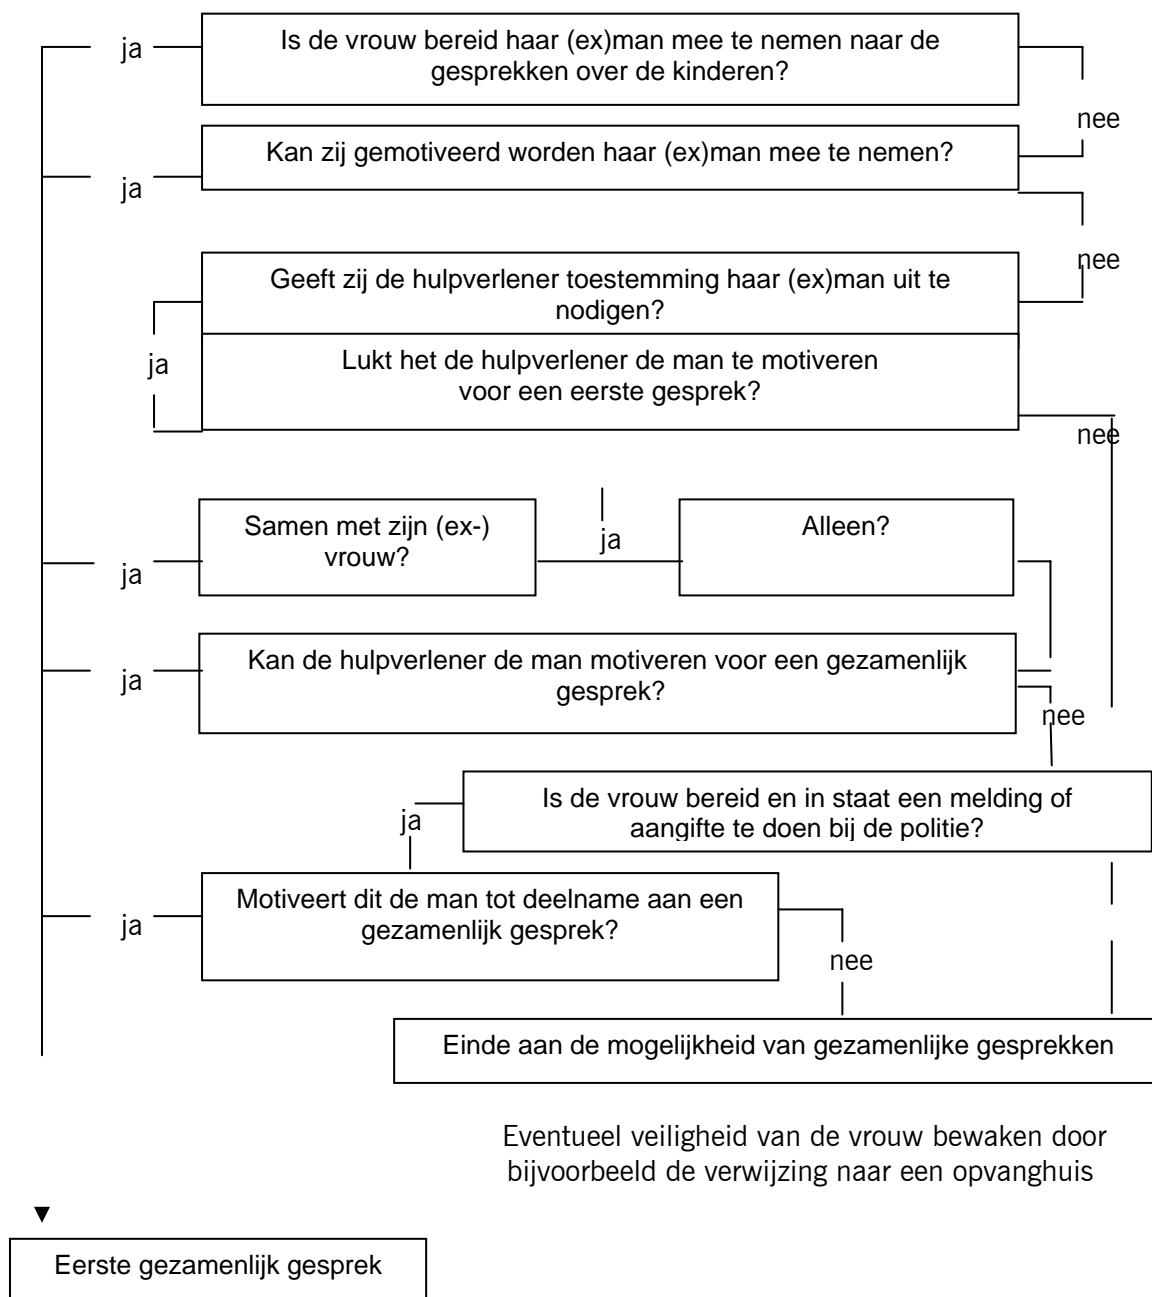 ja
Is de vrouw bereid haar (ex)man mee te nemen naar de
gesprekken over de kinderen?
nee
ja
Kan zij gemotiveerd worden haar (ex)man mee te nemen?
nee
Geeft zij de hulpverlener toestemming haar (ex)man uit te
nodigen?
ja
Lukt het de hulpverlener de man te motiveren
voor een eerste gesprek?
nee
ja
Samen met zijn (ex-)
vrouw?
ja
Alleen?
ja
Kan de hulpverlener de man motiveren voor een gezamenlijk
gesprek?
nee
Is de vrouw bereid en in staat een melding of
aangifte te doen bij de politie?
ja
ja
Motiveert dit de man tot deelname aan een
gezamenlijk gesprek?
nee
Einde aan de mogelijkheid van gezamenlijke gesprekken
Eventueel veiligheid van de vrouw bewaken door
bijvoorbeeld de verwijzing naar een opvanghuis
Eerste gezamenlijk gesprek